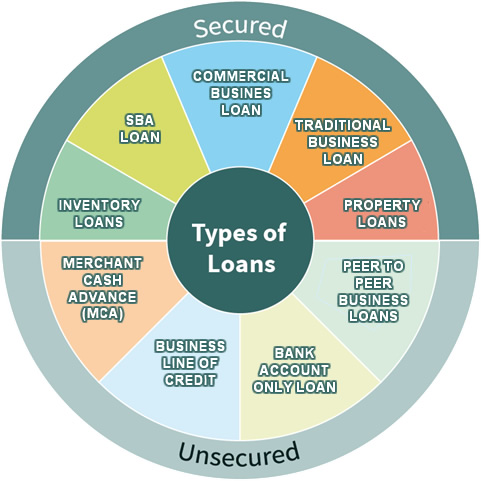 Secured
COMMERCIAL
BUSINES
LOAN
SBA
LOAN
TRADITIONAL
BUSINESS
LOAN
INVENTORY
LOANS
PROPERTY
LOANS
Types of
Loans
MERCHANT
CASH
ADVANCE
(MCA)
PEER TO
PEER
BUSINESS
LOANS
BUSINESS
LINE OF
CREDIT
BANK
ACCOUNT
ONLY LOAN
Unsecured